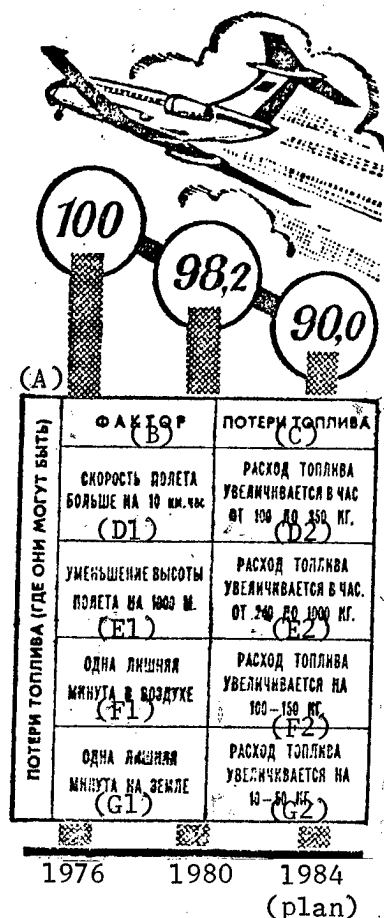 100
98,2
90,0
(A)
ПОТЕРИ ТОПЛИВА (ГДЕ ОНИ МОГУТ БЫТЬ)
ФАКТОР
(B)
ПОТЕРИ ТОПЛИВА
(C)
СКОРОСТЬ ПОЛЕТА
БОЛЬШЕ НА 10 км.час
(D1)
РАСХОД ТОПЛИВА
УВЕЛИЧИВАЕТСЯ В ЧАС
ОТ 100 ДО 350 КГ.
(D2)
УМЕНЬШЕНИЕ ВЫСОТЫ
ПОЛЕТА НА 1000 М.
(E1)
РАСХОД ТОПЛИВА
УВЕЛИЧИВАЕТСЯ В ЧАС.
ОТ 240 ДО 1000 КГ.
(E2)
ОДНА ЛИШНЯЯ
МИНУТА В ВОЗДУХЕ
(F1)
РАСХОД ТОПЛИВА
УВЕЛИЧИВАЕТСЯ НА
100–150 КГ.
(F2)
ОДНА ЛИШНЯЯ
МИНУТА НА ЗЕМЛЕ
(G1)
РАСХОД ТОПЛИВА
УВЕЛИЧИВАЕТСЯ НА
10–50 КГ.
(G2)
1976 1980 1984
(plan)